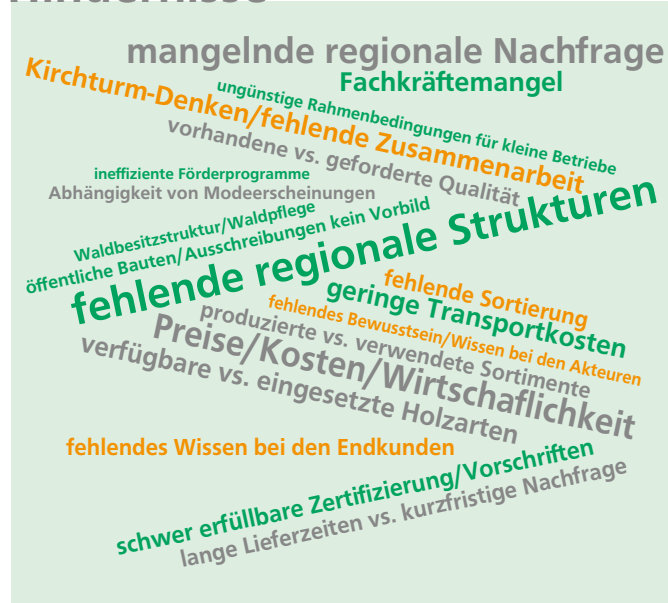 Hindernisse
mangelnde regionale Nachfrage
Fachkräftemangel
Kirchturm-Denken/fehlende Zusammenarbeit
ungünstige Rahmenbedingungen für kleine Betriebe
vorhandene vs. geforderte Qualität
ineffiziente Förderprogramme
Abhängigkeit von Modeerscheinungen
Waldbesitzstruktur/Waldpflege
öffentliche Bauten/Ausschreibungen kein Vorbild
fehlende regionale Strukturen
fehlende Sortierung
geringe Transportkosten
fehlendes Bewusstsein/Wissen bei den Akteuren
produzierte vs. verwendete Sortimente
Preise/Kosten/Wirtschaflichkeit
verfügbare vs. eingesetzte Holzarten
fehlendes Wissen bei den Endkunden
schwer erfüllbare Zertifizierung/Vorschriften
lange Lieferzeiten vs. kurzfristige Nachfrage